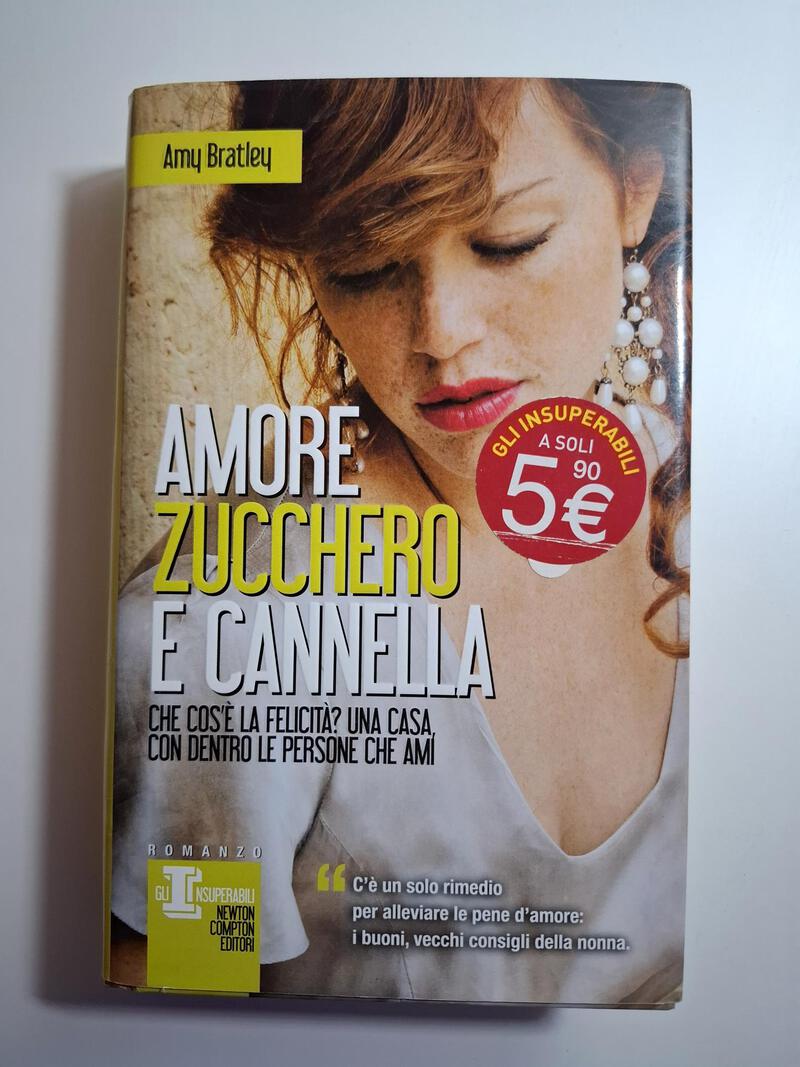 Amy Bratley
AMORE
ZUCCHERO
E CANNELLA
CHE COS'È LA FELICITÀ? UNA CASA,
CON DENTRO LE PERSONE CHE AMI
GLI INSUPERABILI
A SOLI
5,90€
ROMANZO
GLI INSUPERABILI
NEWTON
COMPTON
EDITORI
“C'è un solo rimedio
per alleviare le pene d'amore:
i buoni, vecchi consigli della nonna.